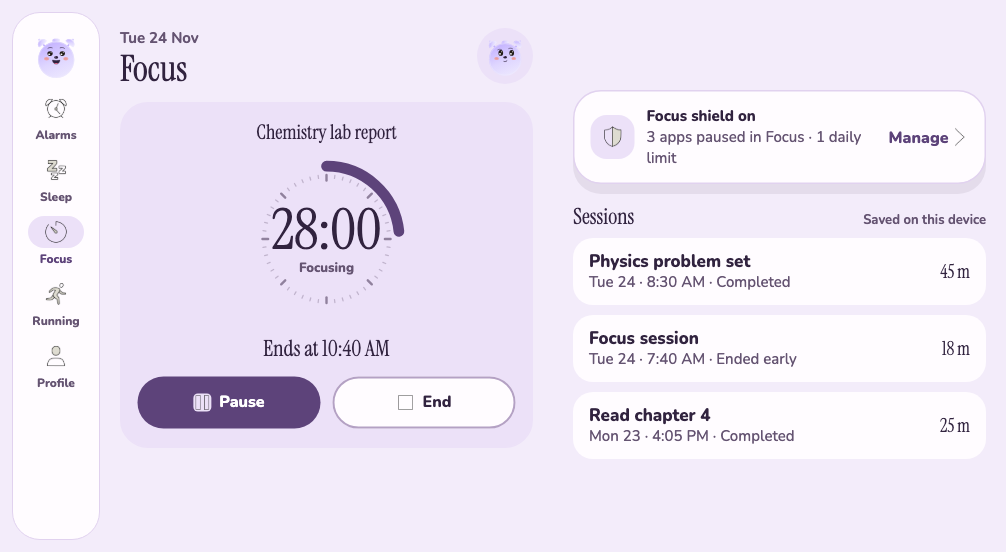 Alarms
Sleep
Focus
Running
Profile
Tue 24 Nov
Focus
Chemistry lab report
28:00
Focusing
Ends at 10:40 AM
Pause
End
Focus shield on
3 apps paused in Focus · 1 daily
limit
Manage
Sessions
Saved on this device
Physics problem set
Tue 24 · 8:30 AM · Completed
45 m
Focus session
Tue 24 · 7:40 AM · Ended early
18 m
Read chapter 4
Mon 23 · 4:05 PM · Completed
25 m